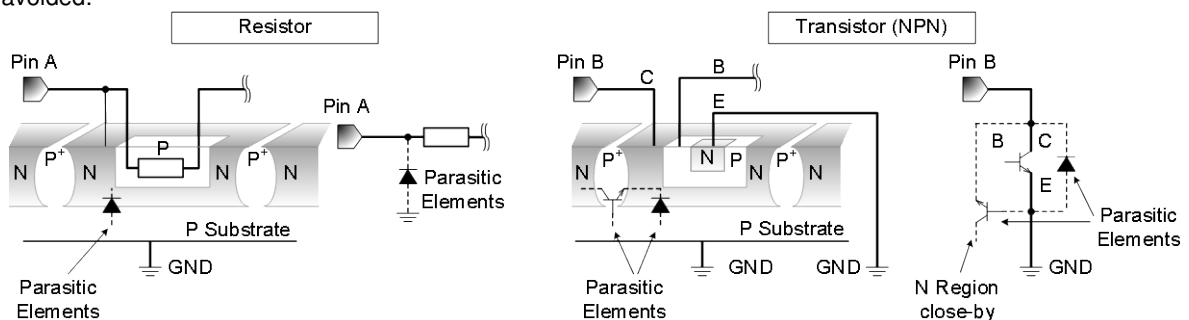 avoided.
Resistor
Transistor (NPN)
Pin A
Pin A
Pin B
C
B
E
Pin B
N
P+
N
P
N
P+
N
Parasitic
Elements
P Substrate
GND
Parasitic
Elements
N
P+
N
N
P
N
P+
N
P Substrate
GND
GND
Parasitic
Elements
B
C
E
Parasitic
Elements
GND
N Region
close-by